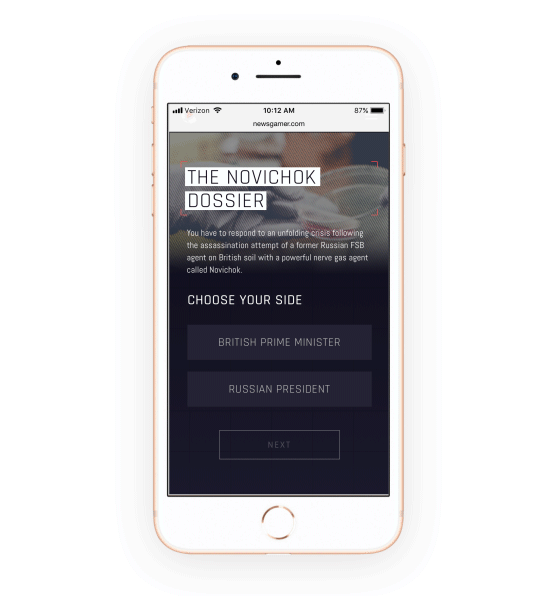 Verizon 10:12 AM 87%
newsgamer.com
THE NOVICHOK
DOSSIER
You have to respond to an unfolding crisis following
the assassination attempt of a former Russian FSB
agent on British soil with a powerful nerve gas agent
called Novichok.
CHOOSE YOUR SIDE
BRITISH PRIME MINISTER
RUSSIAN PRESIDENT
NEXT